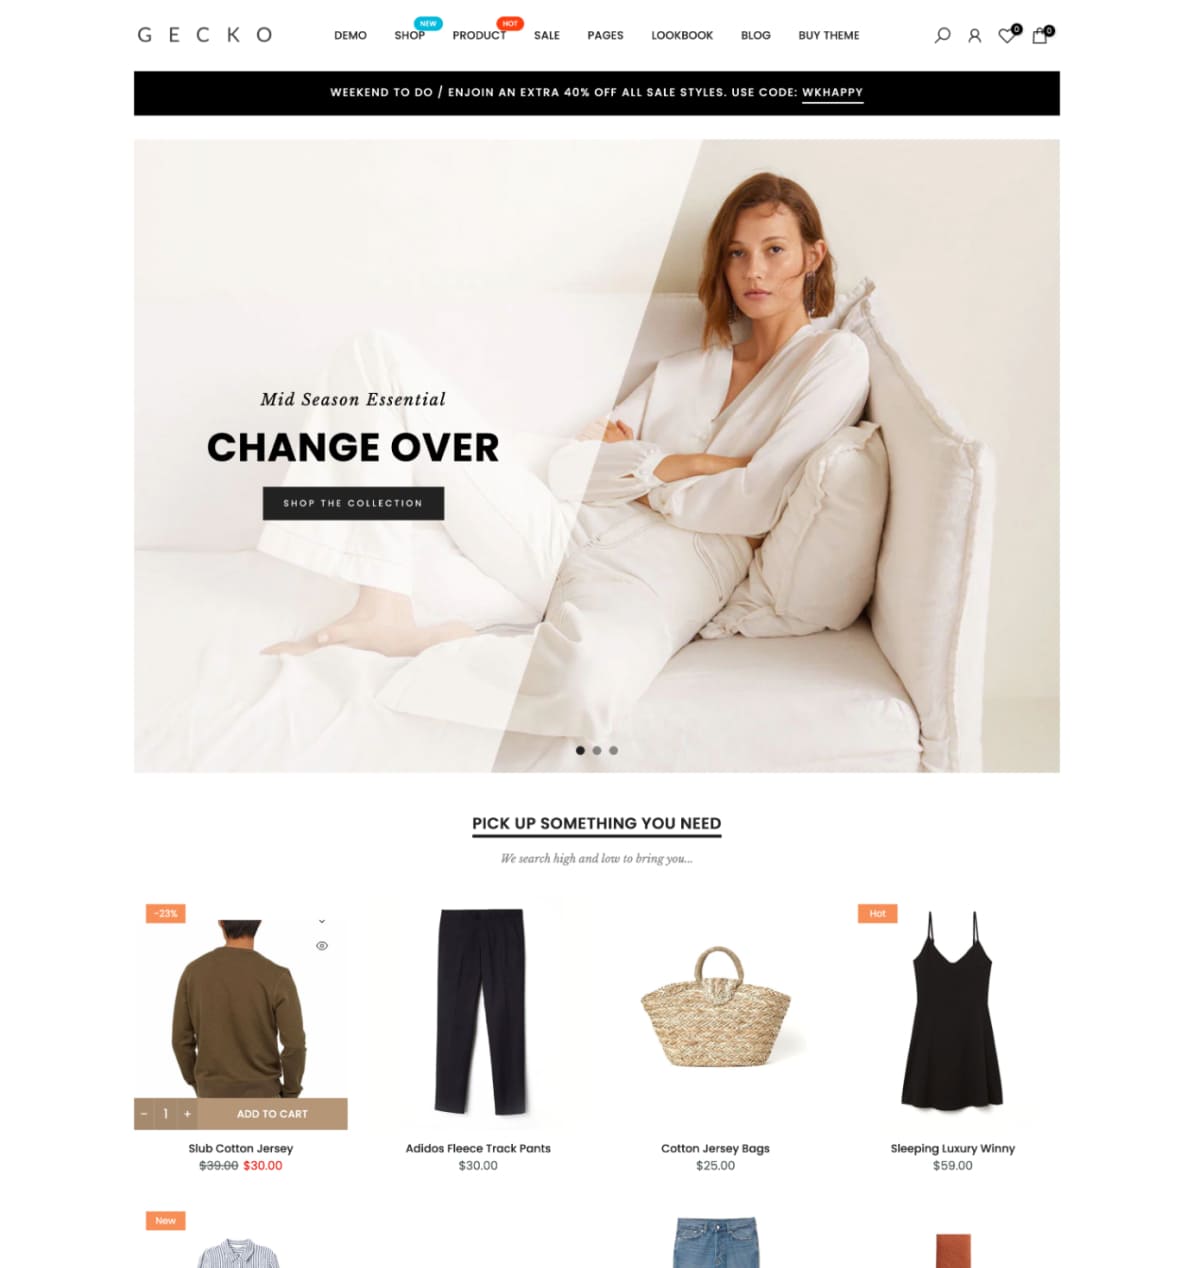 GECKO
DEMO
SHOP
NEW
PRODUCT
HOT
SALE
PAGES
LOOKBOOK
BLOG
BUY THEME
0
0
WEEKEND TO DO / ENJOIN AN EXTRA 40% OFF ALL SALE STYLES. USE CODE: WKHAPPY
Mid Season Essential
CHANGE OVER
SHOP THE COLLECTION
PICK UP SOMETHING YOU NEED
We search high and low to bring you...
-23%
Hot
- 1 + ADD TO CART
Slub Cotton Jersey
$39.00 $30.00
Adidos Fleece Track Pants
$30.00
Cotton Jersey Bags
$25.00
Sleeping Luxury Winny
$59.00
New